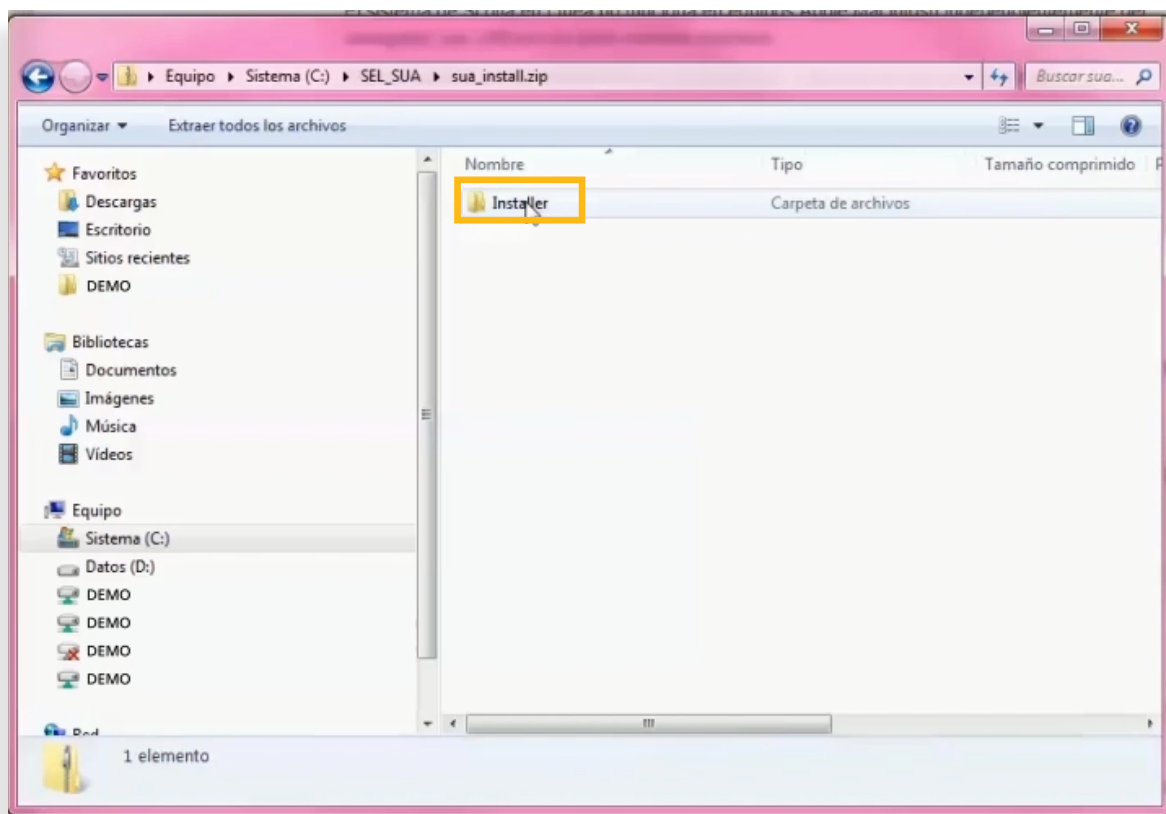 Equipo ▸ Sistema (C:) ▸ SEL_SUA ▸ sua_install.zip
Buscar sua...
Organizar
Extraer todos los archivos
Nombre
Tipo
Tamaño comprimido
Installer
Carpeta de archivos
Favoritos
Descargas
Escritorio
Sitios recientes
DEMO
Bibliotecas
Documentos
Imágenes
Música
Vídeos
Equipo
Sistema (C:)
Datos (D:)
DEMO
DEMO
DEMO
DEMO
Red
1 elemento